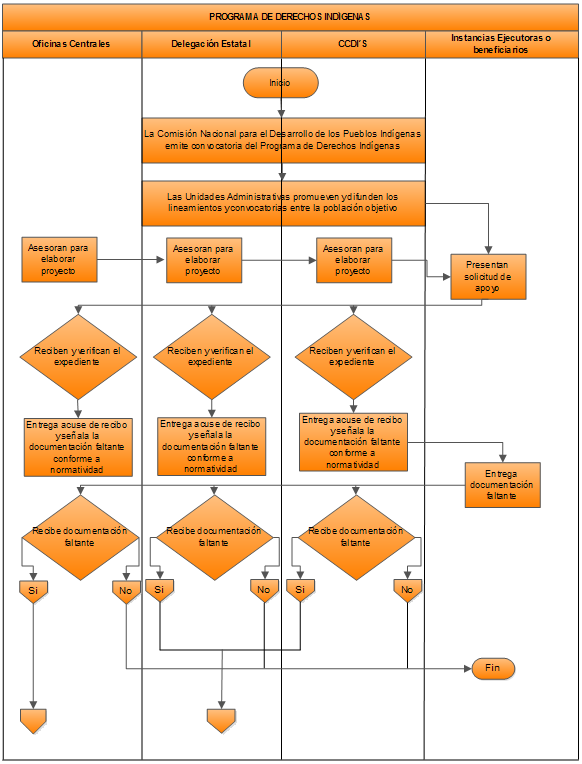 PROGRAMA DE DERECHOS INDÍGENAS
Oficinas Centrales
Delegación Estatal
CCDI'S
Instancias Ejecutoras o
beneficiarios
Inicio
La Comisión Nacional para el Desarrollo de los Pueblos Indígenas
emite convocatoria del Programa de Derechos Indígenas
Las Unidades Administrativas promueven y difunden los
lineamientos y convocatorias entre la población objetivo
Asesoran para
elaborar
proyecto
Asesoran para
elaborar
proyecto
Asesoran para
elaborar
proyecto
Presentan
solicitud de
apoyo
Reciben y verifican el
expediente
Reciben y verifican el
expediente
Reciben y verifican el
expediente
Entrega acuse de recibo
y señala la
documentación faltante
conforme a
normatividad
Entrega acuse de recibo
y señala la
documentación faltante
conforme a
normatividad
Entrega acuse de recibo
y señala la
documentación faltante
conforme a
normatividad
Entrega
documentación
faltante
Recibe documentación
faltante
Recibe documentación
faltante
Recibe documentación
faltante
Si
No
Si
No
Si
No
Fin